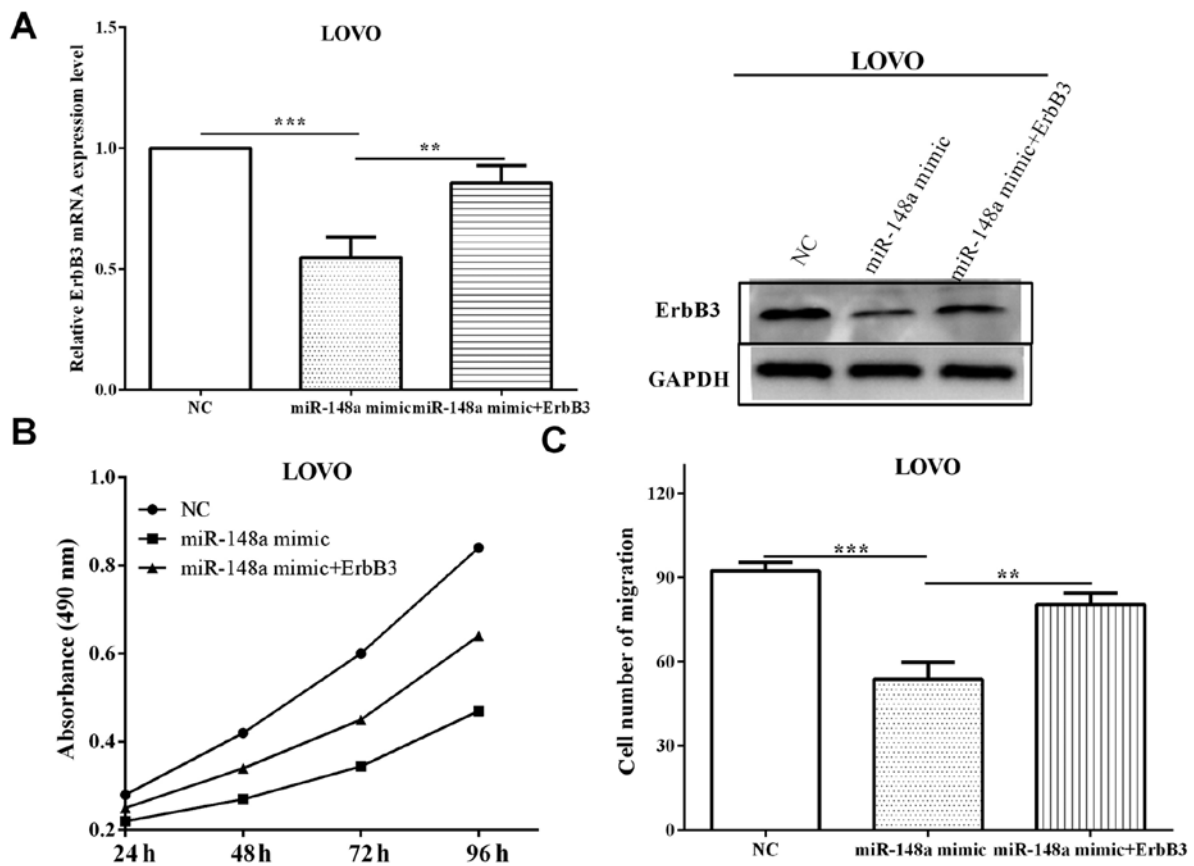 A
LOVO
Relative ErbB3 mRNA expression level
1.5
1.0
0.5
0.0
***
**
NC
miR-148a mimic
miR-148a mimic+ErbB3
LOVO
NC
miR-148a mimic
miR-148a mimic+ErbB3
ErbB3
GAPDH
B
LOVO
Absorbance (490 nm)
1.0
0.8
0.6
0.4
0.2
NC
miR-148a mimic
miR-148a mimic+ErbB3
24 h
48 h
72 h
96 h
C
LOVO
Cell number of migration
120
90
60
30
0
***
**
NC
miR-148a mimic
miR-148a mimic+ErbB3